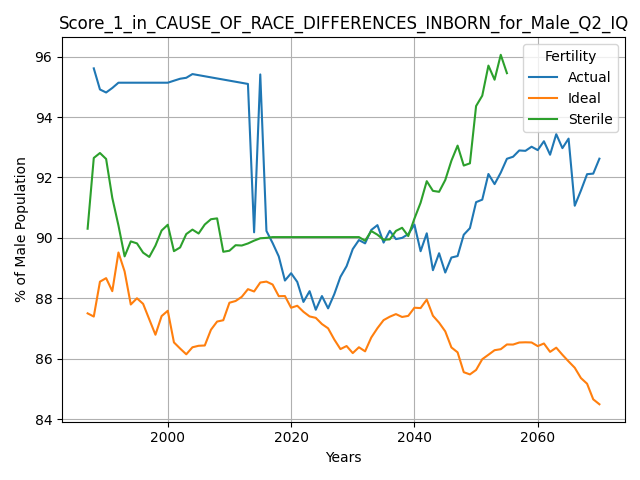 Score_1_in_CAUSE_OF_RACE_DIFFERENCES_INBORN_for_Male_Q2_IQ
Fertility
Actual
Ideal
Sterile
% of Male Population
96
94
92
90
88
86
84
2000
2020
2040
2060
Years